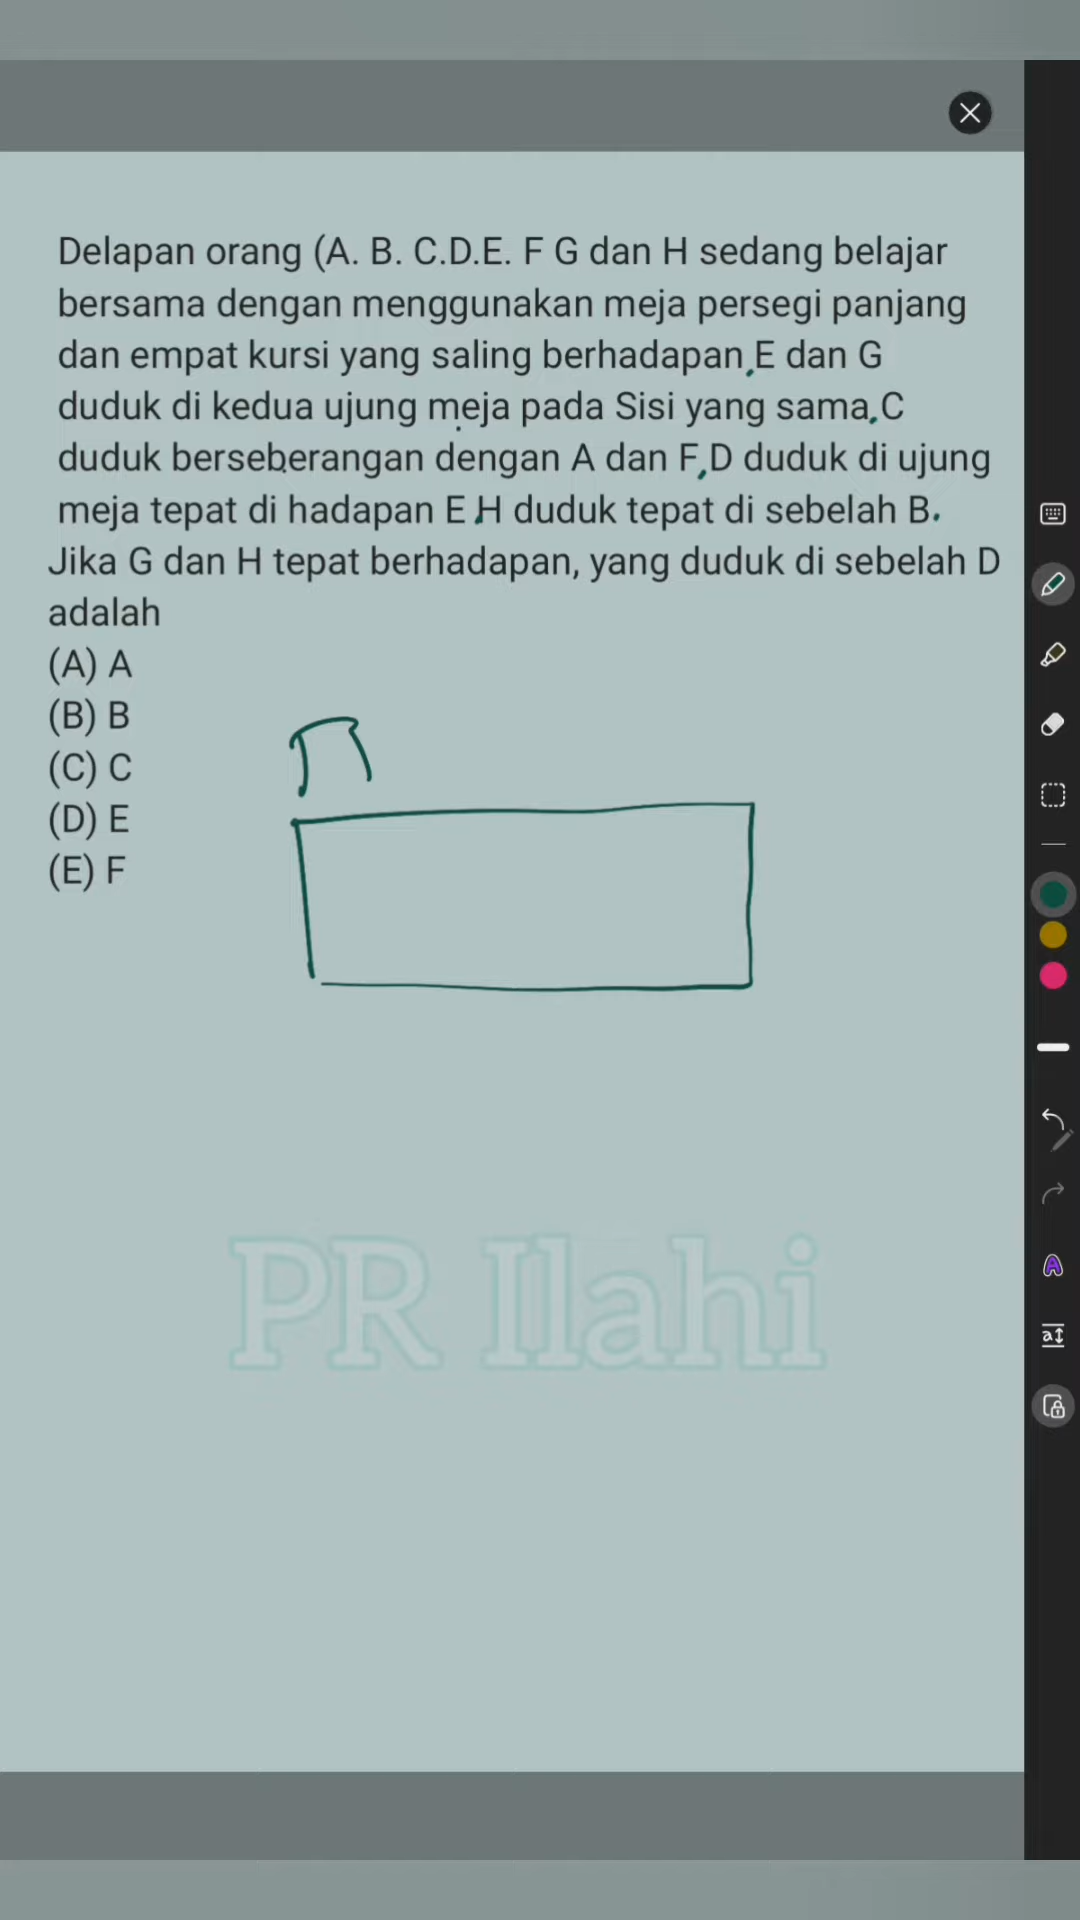 Delapan orang (A. B. C.D.E. F G dan H sedang belajar
bersama dengan menggunakan meja persegi panjang
dan empat kursi yang saling berhadapan,E dan G
duduk di kedua ujung meja pada Sisi yang sama,C
duduk berseberangan dengan A dan F,D duduk di ujung
meja tepat di hadapan E,H duduk tepat di sebelah B.
Jika G dan H tepat berhadapan, yang duduk di sebelah D
adalah
(A) A
(B) B
(C) C
(D) E
(E) F
PR Ilahi